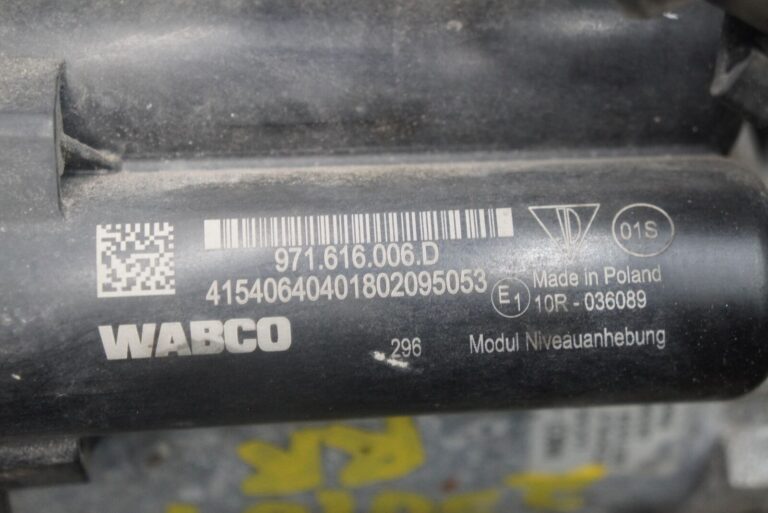 971.616.006.D
41540640401802095053
WABCO
296
01S
E1
Made in Poland
10R - 036089
Modul Niveauanhebung